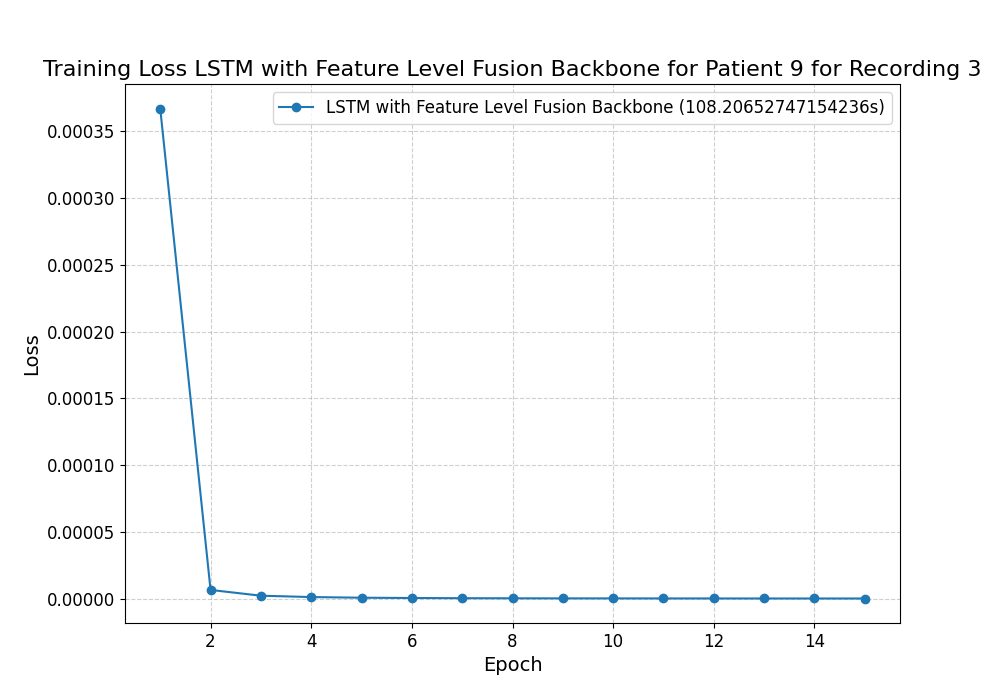 Training Loss LSTM with Feature Level Fusion Backbone for Patient 9 for Recording 3
LSTM with Feature Level Fusion Backbone (108.20652747154236s)
0.00035
0.00030
0.00025
0.00020
0.00015
0.00010
0.00005
0.00000
Loss
2 4 6 8 10 12 14
Epoch